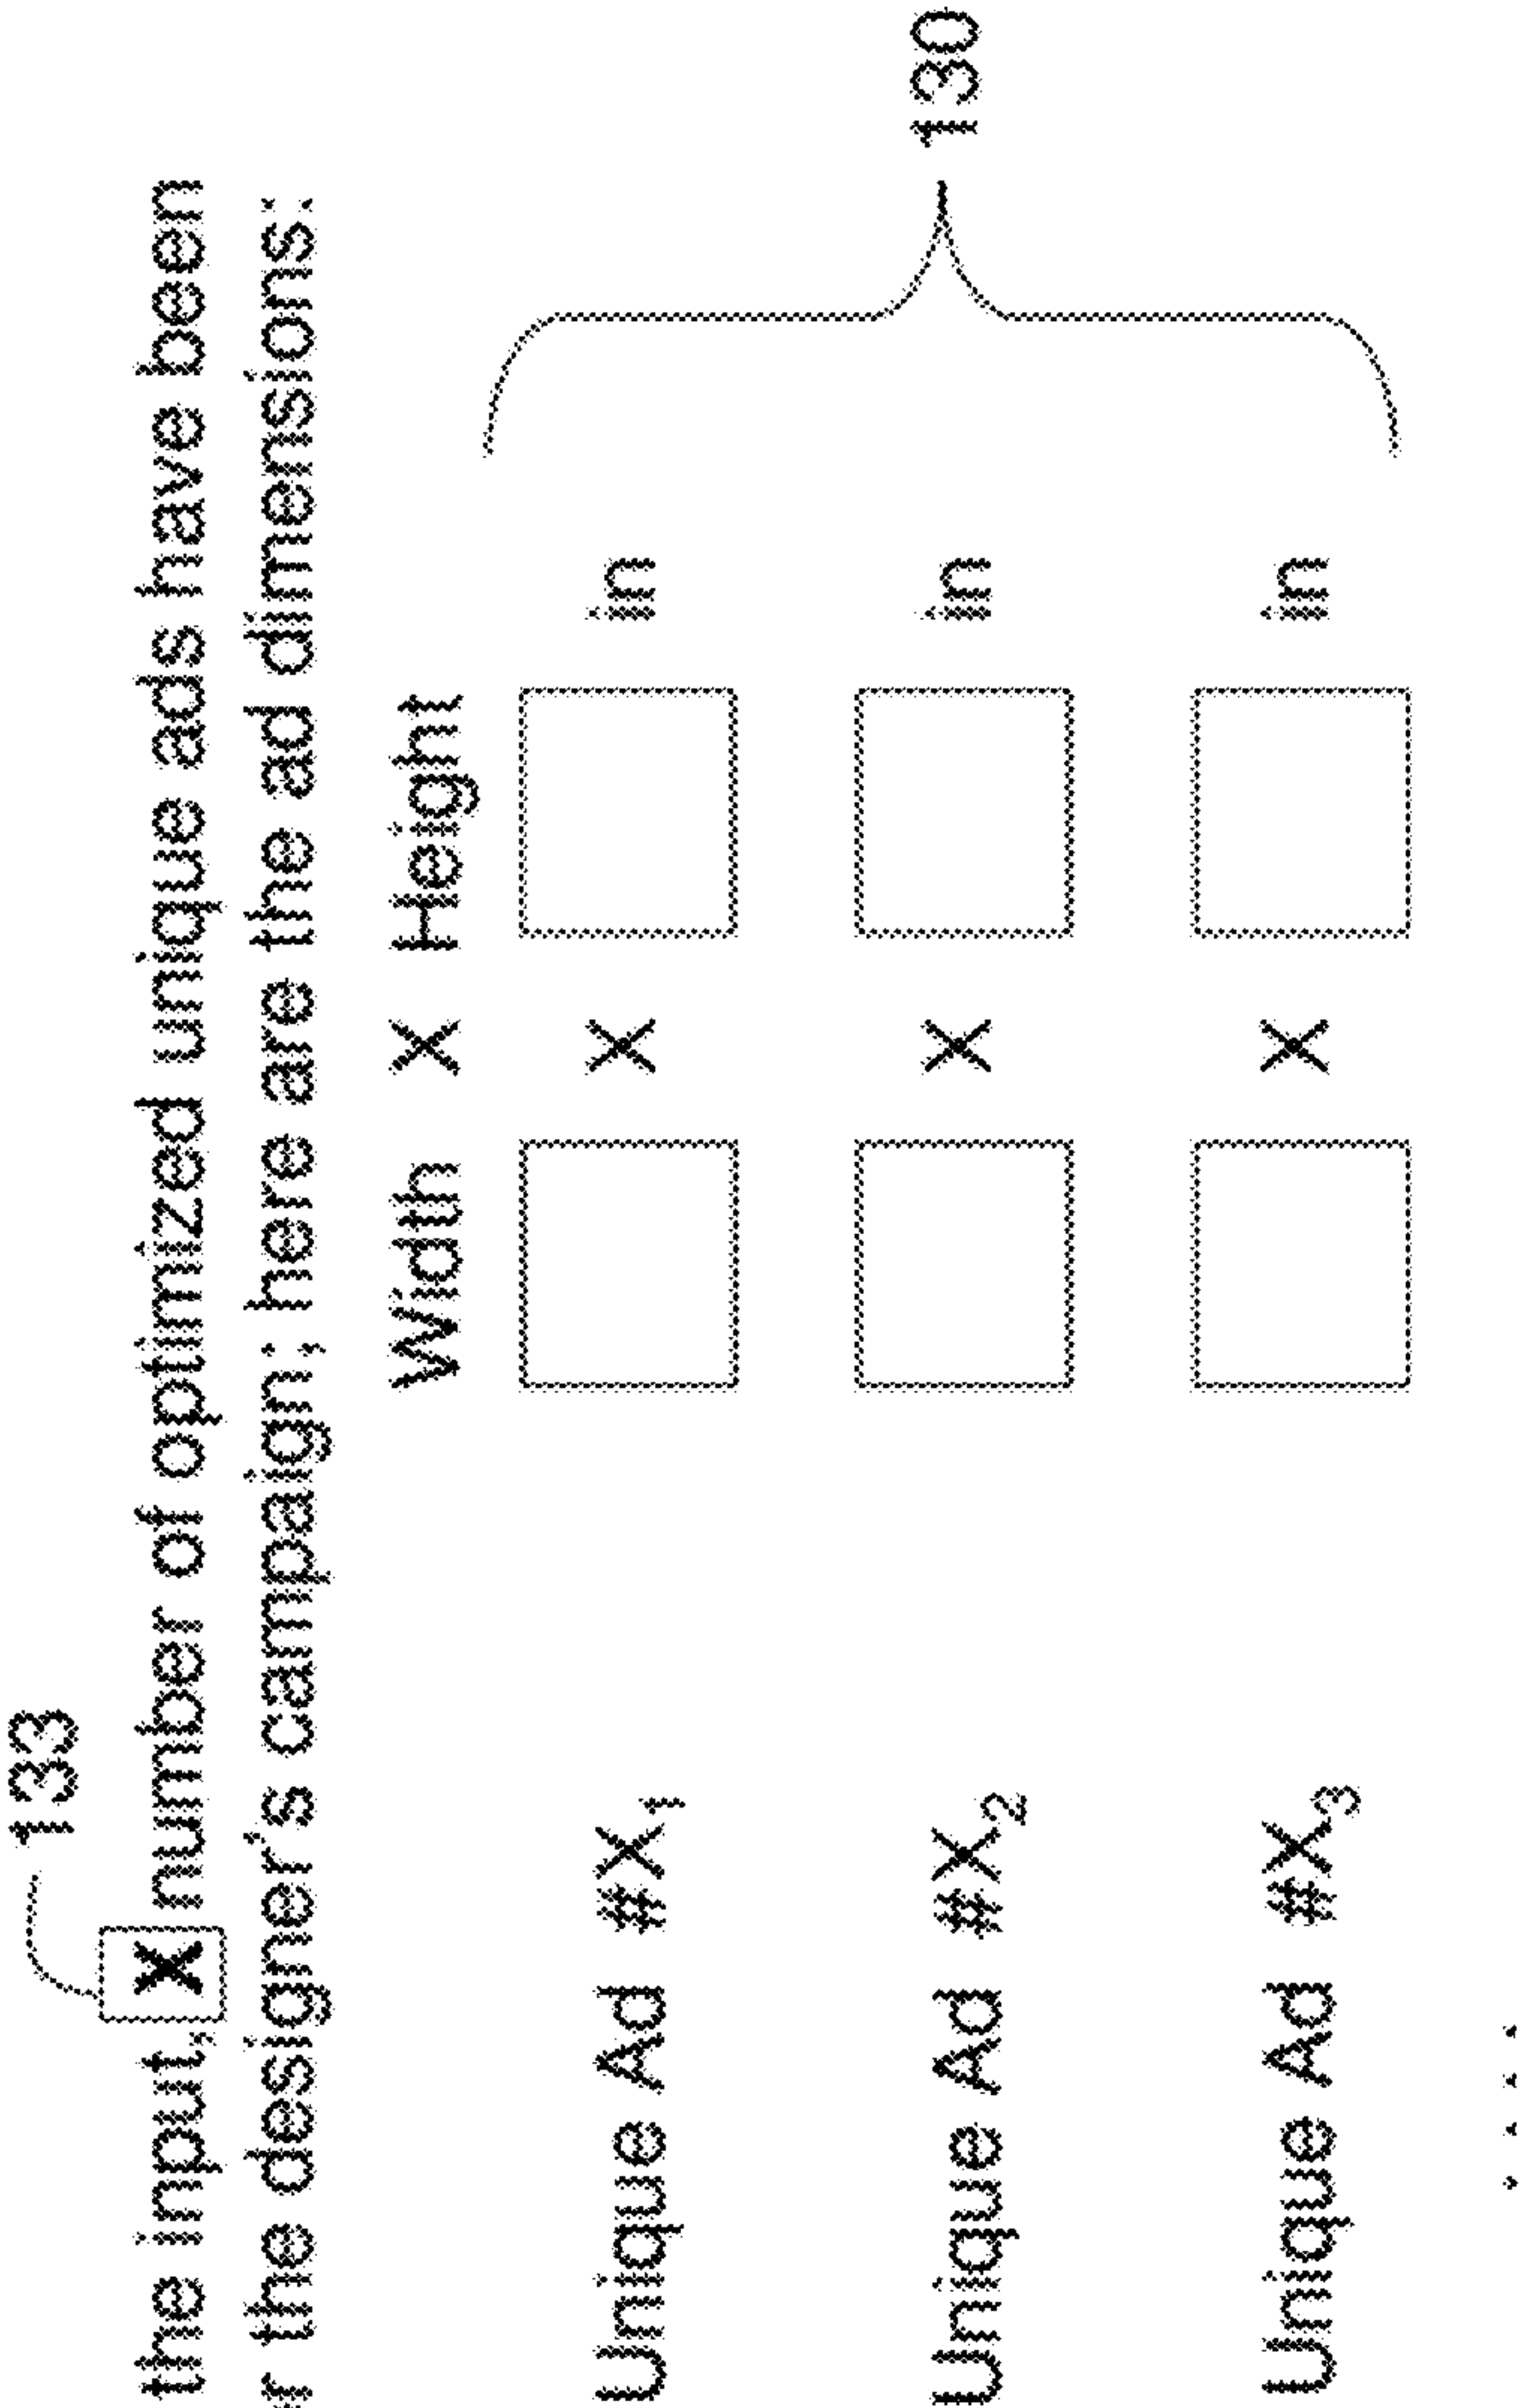 133
the input, X number of optimized unique ads have been
r the designer's campaign; here are the ad dimensions:
Width X Height
Unique Ad #X1 X in
Unique Ad #X2 X in
Unique Ad #X3 X in
130
. . . .